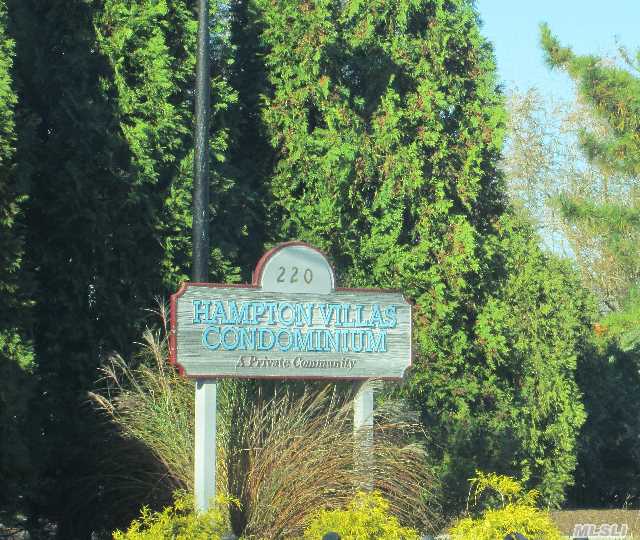 220
HAMPTON VILLAS
CONDOMINIUM
A Private Community
MLSLI